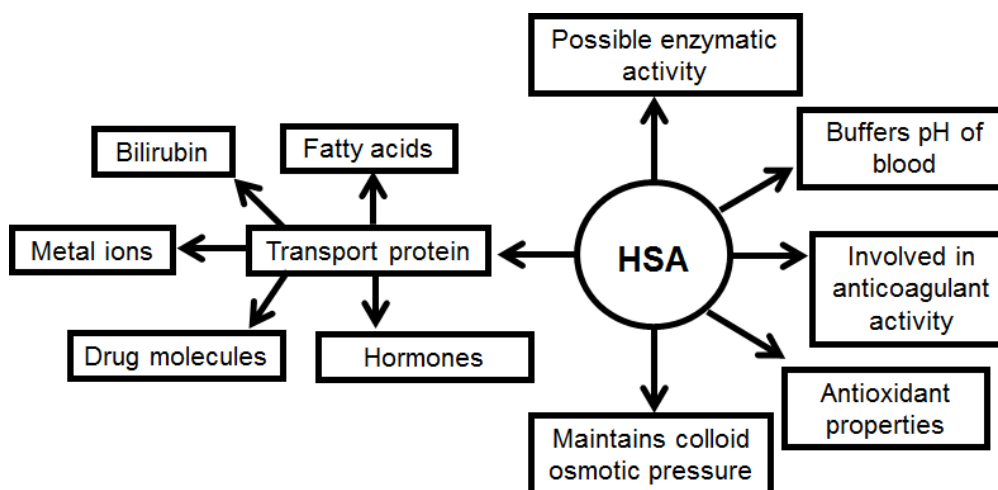 Possible enzymatic
activity
Bilirubin
Fatty acids
Buffers pH of
blood
Metal ions
Transport protein
HSA
Involved in
anticoagulant
activity
Drug molecules
Hormones
Antioxidant
properties
Maintains colloid
osmotic pressure